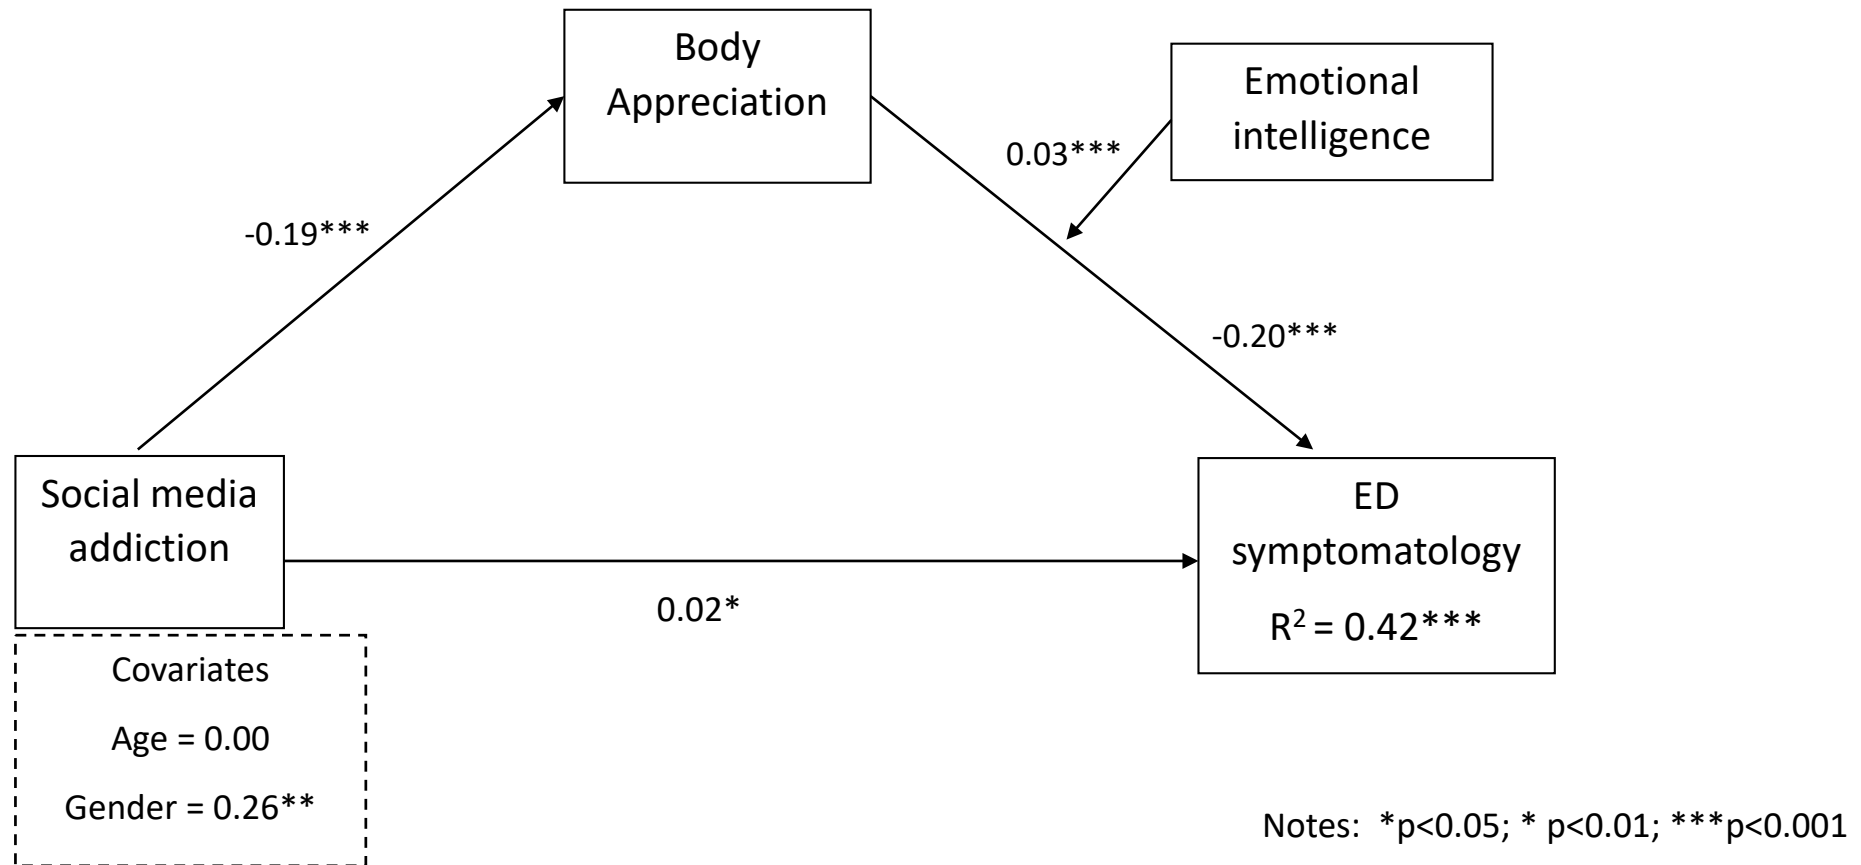 Body
Appreciation
Emotional
intelligence
0.03***
-0.19***
-0.20***
Social media
addiction
ED
symptomatology
R² = 0.42***
0.02*
Covariates
Age = 0.00
Gender = 0.26**
Notes: *p<0.05; * p<0.01; ***p<0.001